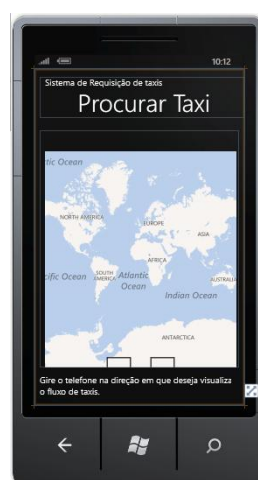 10:12
Sistema de Requisição de taxis
Procurar Taxi
tic Ocean
NORTH AMERICA
EUROPE
ASIA
AFRICA
cific Ocean
SOUTH
AMERICA
Atlantic
Ocean
AUSTRALI
Indian Ocean
ANTARCTICA
Gire o telefone na direção em que deseja visualiza
o fluxo de taxis.